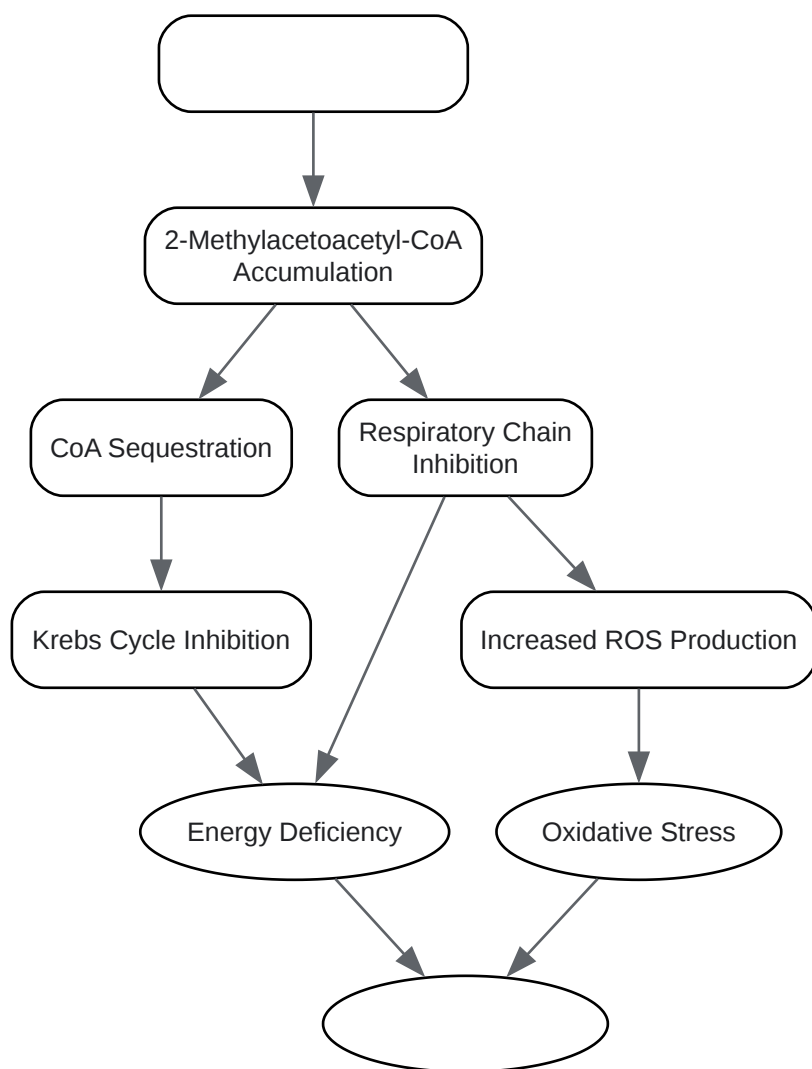 2-Methylacetoacetyl-CoA
Accumulation
CoA Sequestration
Respiratory Chain
Inhibition
Krebs Cycle Inhibition
Increased ROS Production
Energy Deficiency
Oxidative Stress